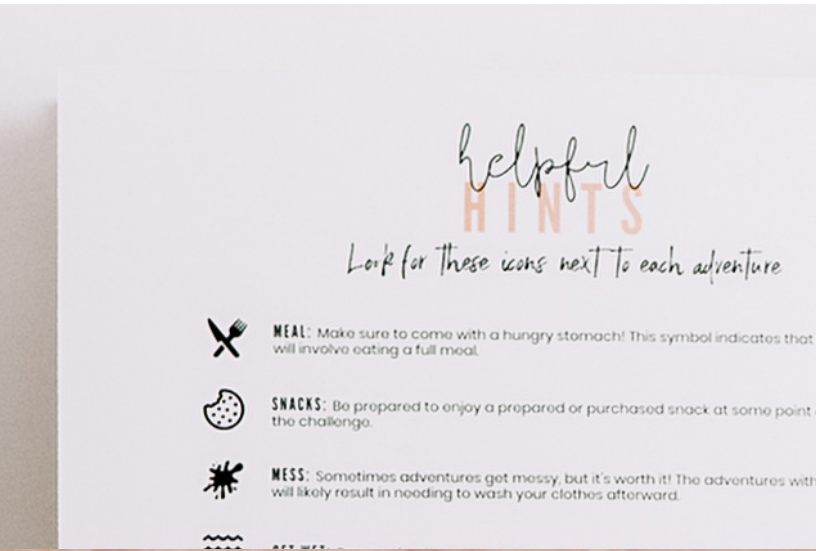 helpful
HINTS
Look for these icons next to each adventure
MEAL: Make sure to come with a hungry stomach! This symbol indicates that
will involve eating a full meal.
SNACKS: Be prepared to enjoy a prepared or purchased snack at some point
the challenge.
MESS: Sometimes adventures get messy, but it's worth it! The adventures with
will likely result in needing to wash your clothes afterward.